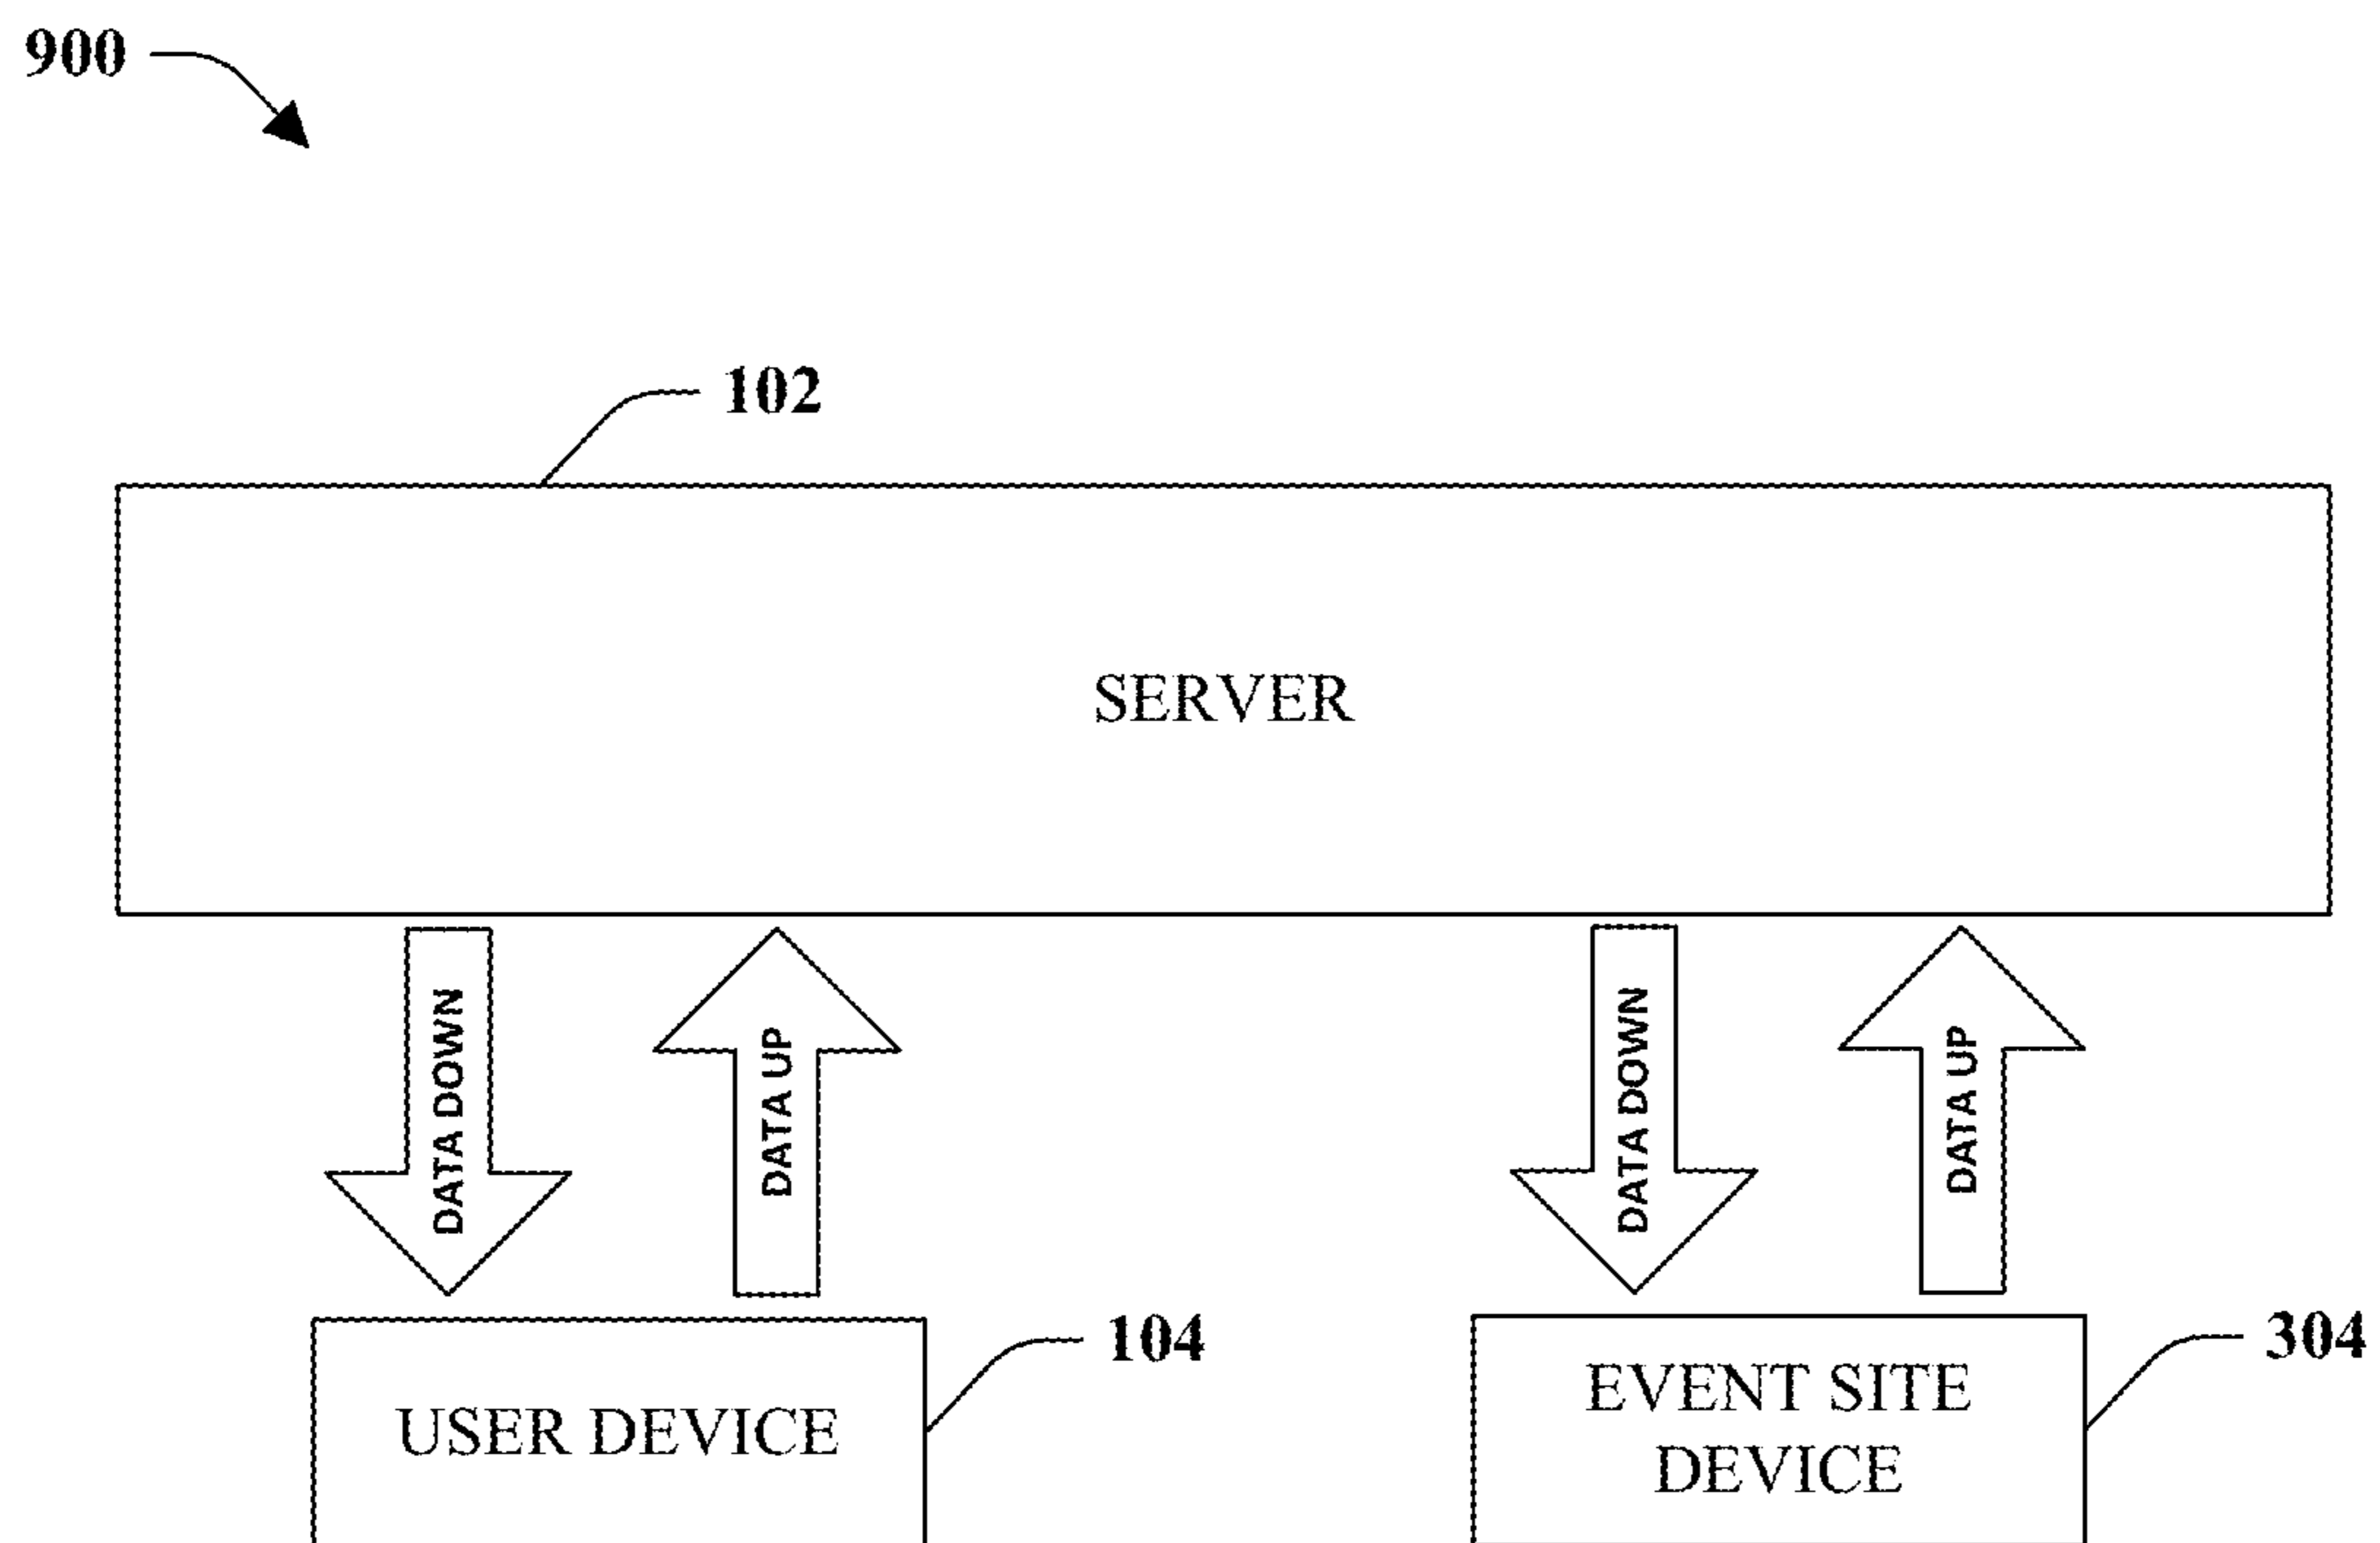 900
102
SERVER
DATA DOWN
DATA UP
DATA DOWN
DATA UP
104
304
USER DEVICE
EVENT SITE
DEVICE